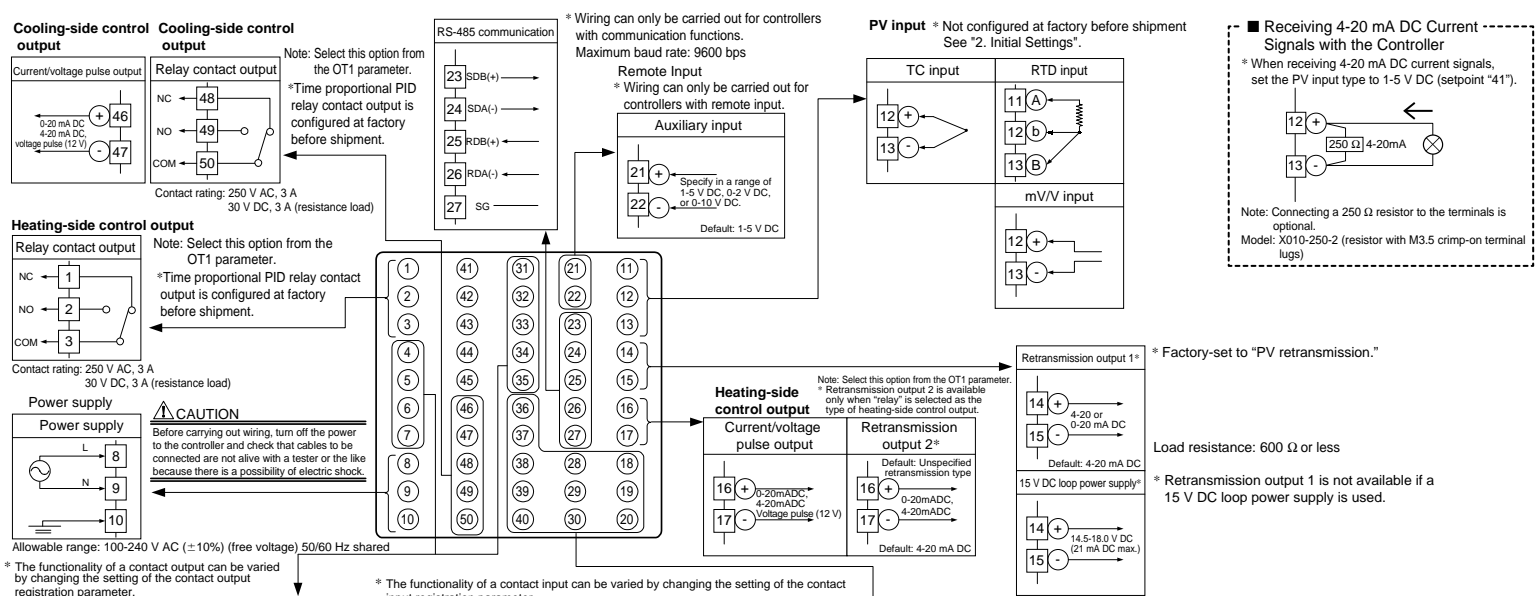 Cooling-side control
output
Current/voltage pulse output
0-20 mA DC
4-20 mA DC,
voltage pulse (12 V)
+ 46
- 47
Cooling-side control
output
Relay contact output
NC 48
NO 49
COM 50
Note: Select this option from
the OT1 parameter.
*Time proportional PID
relay contact output is
configured at factory
before shipment.
Contact rating: 250 V AC, 3 A
30 V DC, 3 A (resistance load)
RS-485 communication
23 SDB(+)
24 SDA(-)
25 RDB(+)
26 RDA(-)
27 SG
* Wiring can only be carried out for controllers
with communication functions.
Maximum baud rate: 9600 bps
Remote Input
* Wiring can only be carried out for
controllers with remote input.
Auxiliary input
21 +
22 -
Specify in a range of
1-5 V DC, 0-2 V DC,
or 0-10 V DC.
Default: 1-5 V DC
PV input * Not configured at factory before shipment
See "2. Initial Settings".
TC input
12 +
13 -
RTD input
11 A
12 b
13 B
mV/V input
12 +
13 -
■ Receiving 4-20 mA DC Current
Signals with the Controller
* When receiving 4-20 mA DC current signals,
set the PV input type to 1-5 V DC (setpoint “41”).
12 +
250 Ω 4-20mA
13 -
Note: Connecting a 250 Ω resistor to the terminals is
optional.
Model: X010-250-2 (resistor with M3.5 crimp-on terminal
lugs)
Heating-side control output
Relay contact output
NC 1
NO 2
COM 3
Note: Select this option from the
OT1 parameter.
*Time proportional PID relay contact
output is configured at factory
before shipment.
Contact rating: 250 V AC, 3 A
30 V DC, 3 A (resistance load)
Power supply
Power supply
L 8
N 9
10
CAUTION
Before carrying out wiring, turn off the power
to the controller and check that cables to be
connected are not alive with a tester or the like
because there is a possibility of electric shock.
Allowable range: 100-240 V AC (±10%) (free voltage) 50/60 Hz shared
1 41 31 21 11
2 42 32 22 12
3 43 33 23 13
4 44 34 24 14
5 45 35 25 15
6 46 36 26 16
7 47 37 27 17
8 48 38 28 18
9 49 39 29 19
10 50 40 30 20
Heating-side
control output
Note: Select this option from the OT1 parameter.
* Retransmission output 2 is available
only when “relay” is selected as the
type of heating-side control output.
Current/voltage
pulse output
16 +
17 -
0-20mADC,
4-20mADC
Voltage pulse (12 V)
Retransmission
output 2*
Default: Unspecified
retransmission type
16 +
17 -
0-20mADC,
4-20mADC
Default: 4-20 mA DC
Retransmission output 1*
14 +
15 -
4-20 or
0-20 mA DC
Default: 4-20 mA DC
15 V DC loop power supply*
14 +
15 -
14.5-18.0 V DC
(21 mA DC max.)
* Factory-set to “PV retransmission.”
Load resistance: 600 Ω or less
* Retransmission output 1 is not available if a
15 V DC loop power supply is used.
* The functionality of a contact output can be varied
by changing the setting of the contact output
registration parameter.
* The functionality of a contact input can be varied by changing the setting of the contact
input registration parameter.